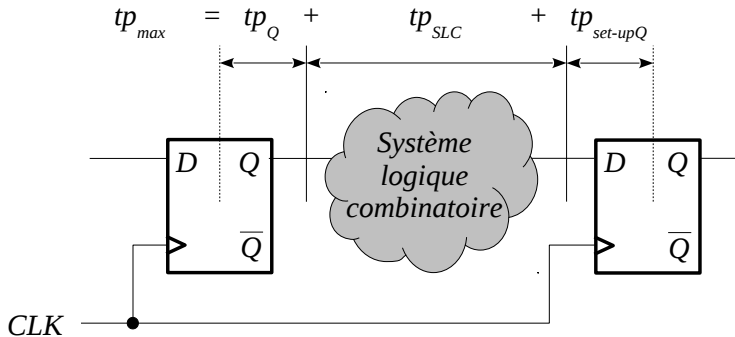 tp_max = tp_Q + tp_SLC + tp_set-upQ
D Q
Système
logique
combinatoire
D Q
Q̅
Q̅
CLK